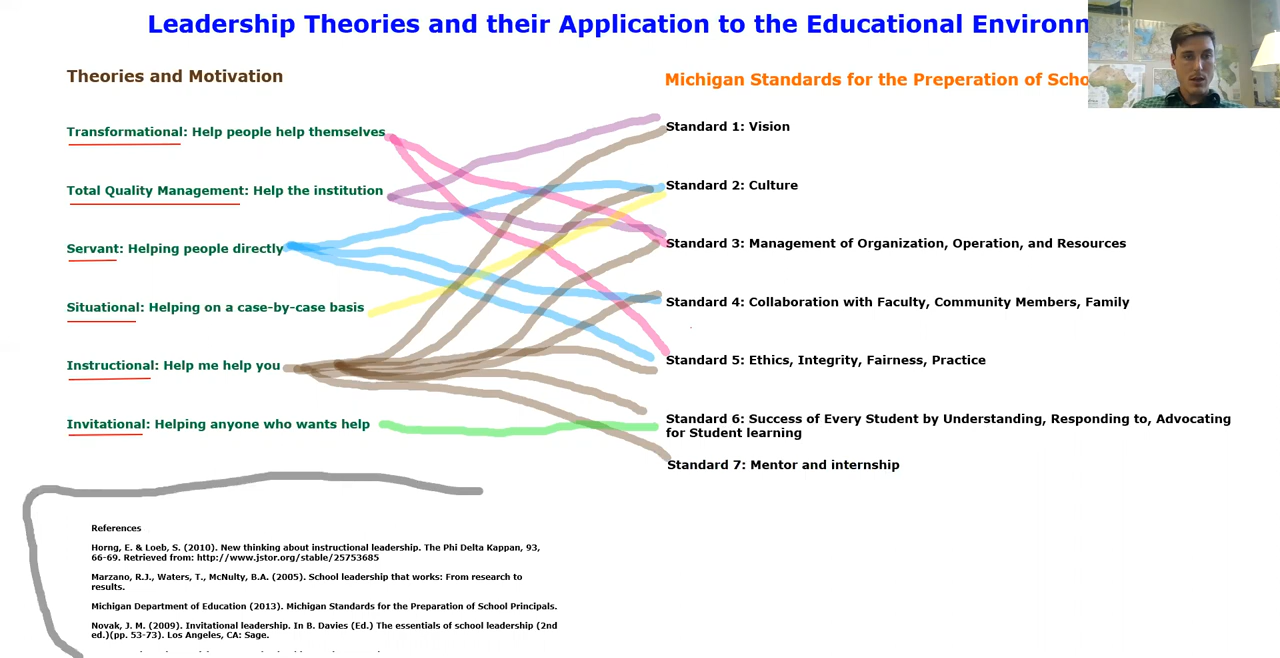 Leadership Theories and their Application to the Educational
Theories and Motivation
Michigan Standards for the Preperation of
Transformational: Help people help themselves
Total Quality Management: Help the institution
Servant: Helping people directly
Situational: Helping on a case-by-case basis
Instructional: Help me help you
Invitational: Helping anyone who wants help
Standard 1: Vision
Standard 2: Culture
Standard 3: Management of Organization, Operation, and Resources
Standard 4: Collaboration with Faculty, Community Members, Family
Standard 5: Ethics, Integrity, Fairness, Practice
Standard 6: Success of Every Student by Understanding, Responding to, Advocating
for Student learning
Standard 7: Mentor and internship
References
Horng, E. & Loeb, S. (2010). New thinking about instructional leadership. The Phi Delta Kappan, 93,
66-69. Retrieved from: http://www.jstor.org/stable/25753685
Marzano, R.J., Waters, T., McNulty, B.A. (2005). School leadership that works: From research to
results.
Michigan Department of Education (2013). Michigan Standards for the Preparation of School Principals.
Novak, J. M. (2009). Invitational leadership. In B. Davies (Ed.) The essentials of school leadership (2nd
ed.)(pp. 53-73). Los Angeles, CA: Sage.